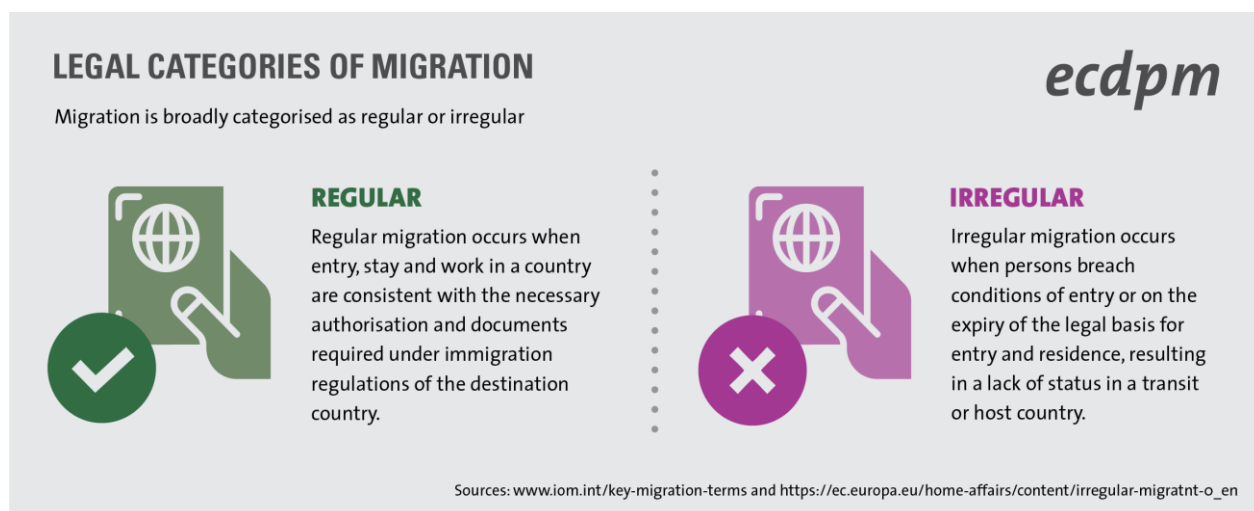 LEGAL CATEGORIES OF MIGRATION
ecdpm
Migration is broadly categorised as regular or irregular
REGULAR
Regular migration occurs when
entry, stay and work in a country
are consistent with the necessary
authorisation and documents
required under immigration
regulations of the destination
country.
IRREGULAR
Irregular migration occurs
when persons breach
conditions of entry or on the
expiry of the legal basis for
entry and residence, resulting
in a lack of status in a transit
or host country.
Sources: www.iom.int/key-migration-terms and https://ec.europa.eu/home-affairs/content/irregular-migratnt-0_en